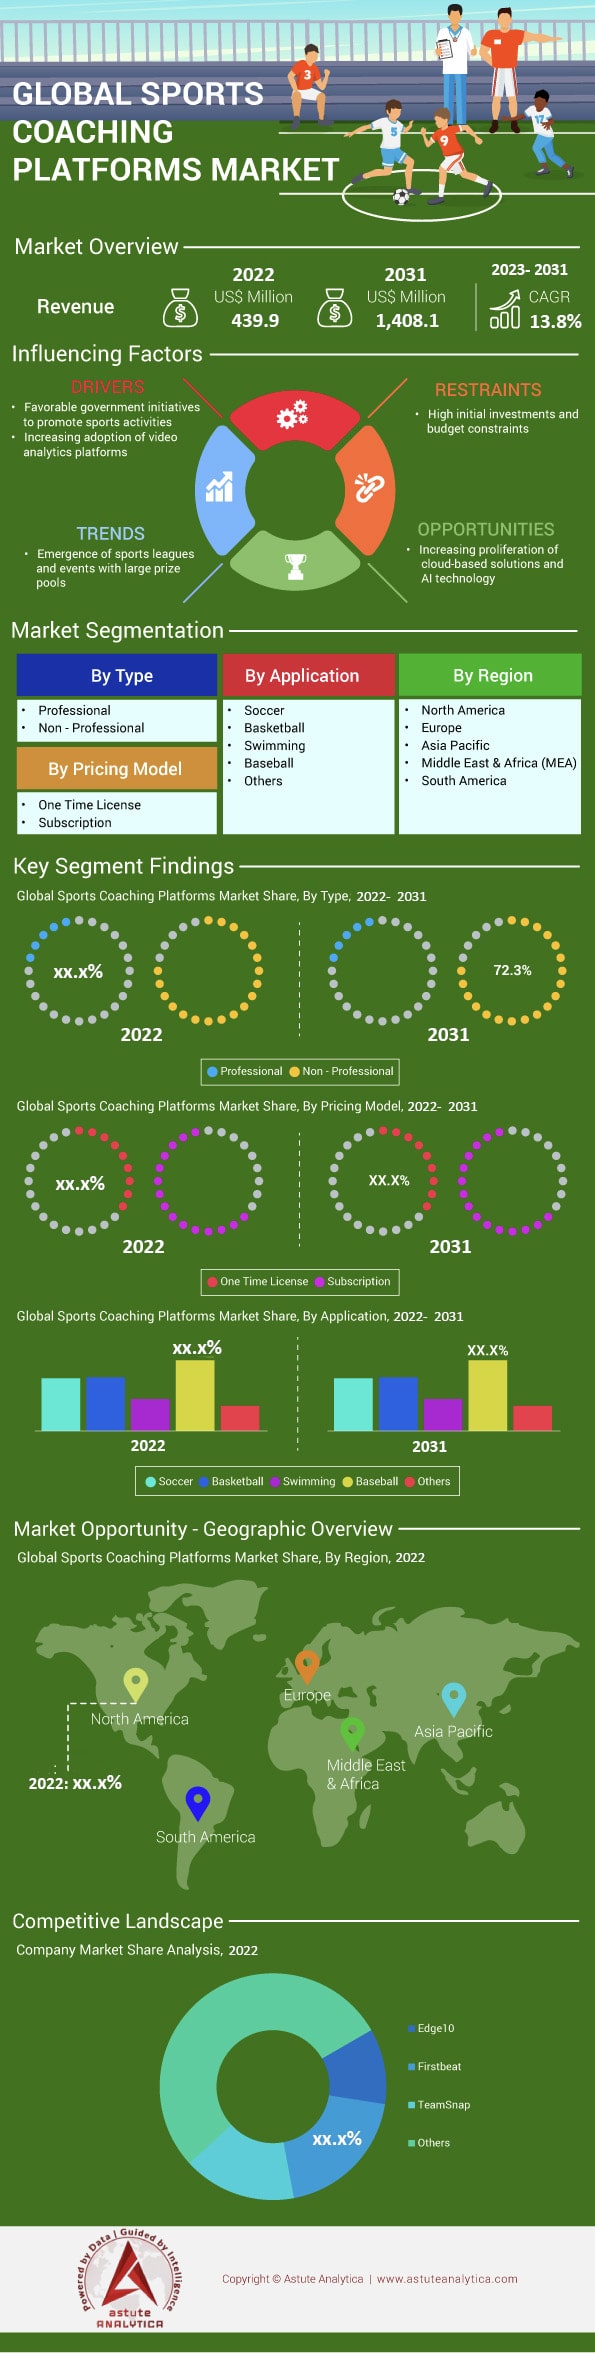 GLOBAL SPORTS
COACHING
PLATFORMS MARKET
3
5
9
17
Market Overview
Revenue
2022
US$ Million
439.9
2031
US$ Million
1,408.1
2023- 2031
CAGR
13.8%
Influencing Factors
DRIVERS
• Favorable government initiatives
to promote sports activities
• Increasing adoption of video
analytics platforms
RESTRAINTS
• High initial investments and
budget constraints
TRENDS
• Emergence of sports leagues
and events with large prize
pools
OPPORTUNITIES
• Increasing proliferation of
cloud-based solutions and
AI technology
Market Segmentation
By Type
• Professional
• Non - Professional
By Pricing Model
• One Time License
• Subscription
By Application
• Soccer
• Basketball
• Swimming
• Baseball
• Others
By Region
• North America
• Europe
• Asia Pacific
• Middle East & Africa (MEA)
• South America
Key Segment Findings
Global Sports Coaching Platforms Market Share, By Type, 2022- 2031
xx.x%
2022
72.3%
2031
Professional Non - Professional
Global Sports Coaching Platforms Market Share, By Pricing Model, 2022- 2031
xx.x%
2022
XX.X%
2031
One Time License Subscription
Global Sports Coaching Platforms Market Share, By Application, 2022- 2031
xx.x%
2022
XX.X%
2031
Soccer Basketball Swimming Baseball Others
Market Opportunity - Geographic Overview
Global Sports Coaching Platforms Market Share, By Region, 2022
Europe
North America
Asia Pacific
Middle East
& Africa
2022: xx.x%
South America
Competitive Landscape
Company Market Share Analysis, 2022
Edge10
Firstbeat
TeamSnap
Others
xx.x%
Powered by Data | Guided by Intelligence
astute
ANALYTICA
Copyright © Astute Analytica | www.astuteanalytica.com